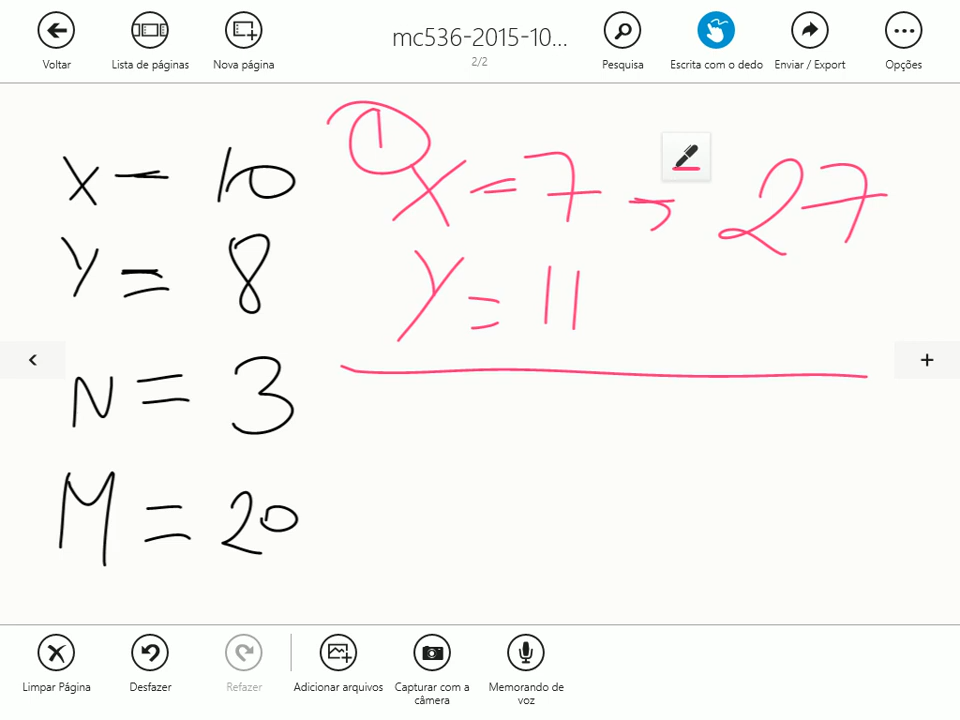 Voltar
Lista de páginas
Nova página
mc536-2015-10...
2/2
Pesquisa
Escrita com o dedo
Enviar / Export
Opções
X = 10
Y = 8
N = 3
M = 20
1
X = 7 → 27
Y = 11
<
+
Limpar Página
Desfazer
Refazer
Adicionar arquivos
Capturar com a
câmera
Memorando de
voz